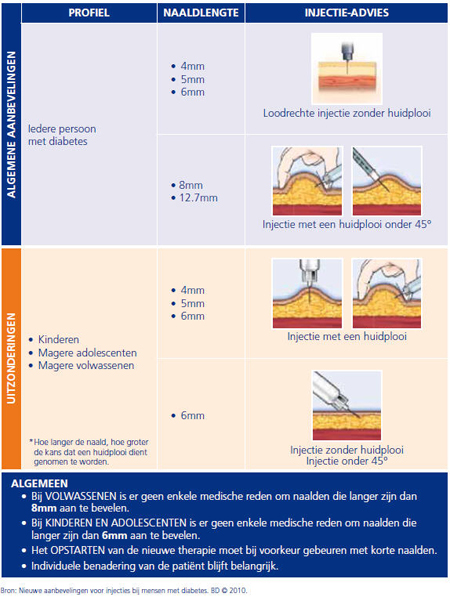 PROFIEL NAALDLENGTE INJECTIE-ADVIES
ALGEMENE AANBEVELINGEN
Iedere persoon
met diabetes
• 4mm
• 5mm
• 6mm
Loodrechte injectie zonder huidplooi
• 8mm
• 12.7mm
Injectie met een huidplooi onder 45°
UITZONDERINGEN
• Kinderen
• Magere adolescenten
• Magere volwassenen
*Hoe langer de naald, hoe groter
de kans dat een huidplooi dient
genomen te worden.
• 4mm
• 5mm
• 6mm
Injectie met een huidplooi
• 6mm
Injectie zonder huidplooi
Injectie onder 45°
ALGEMEEN
• Bij VOLWASSENEN is er geen enkele medische reden om naalden die langer zijn dan
8mm aan te bevelen.
• Bij KINDEREN EN ADOLESCENTEN is er geen enkele medische reden om naalden die
langer zijn dan 6mm aan te bevelen.
• Het OPSTARTEN van de nieuwe therapie moet bij voorkeur gebeuren met korte naalden.
• Individuele benadering van de patiënt blijft belangrijk.
Bron: Nieuwe aanbevelingen voor injecties bij mensen met diabetes. BD © 2010.